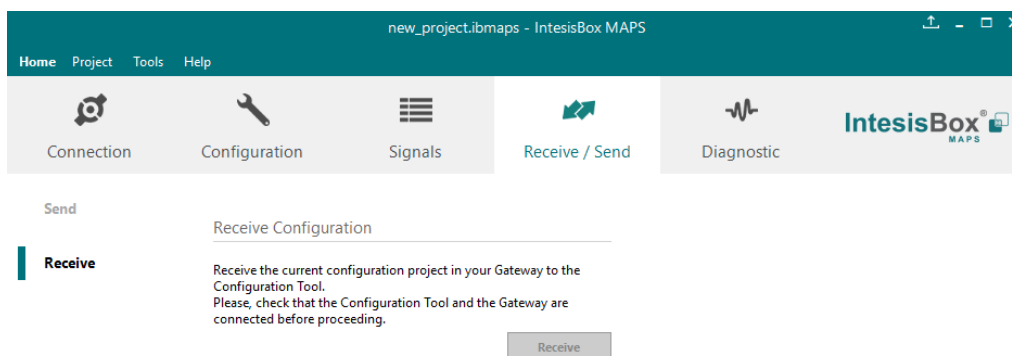 new_project.ibmaps - IntesisBox MAPS
Home Project Tools Help
Connection Configuration Signals Receive / Send Diagnostic
IntesisBox®
MAPS
Send
Receive Configuration
Receive
Receive the current configuration project in your Gateway to the
Configuration Tool.
Please, check that the Configuration Tool and the Gateway are
connected before proceeding.
Receive